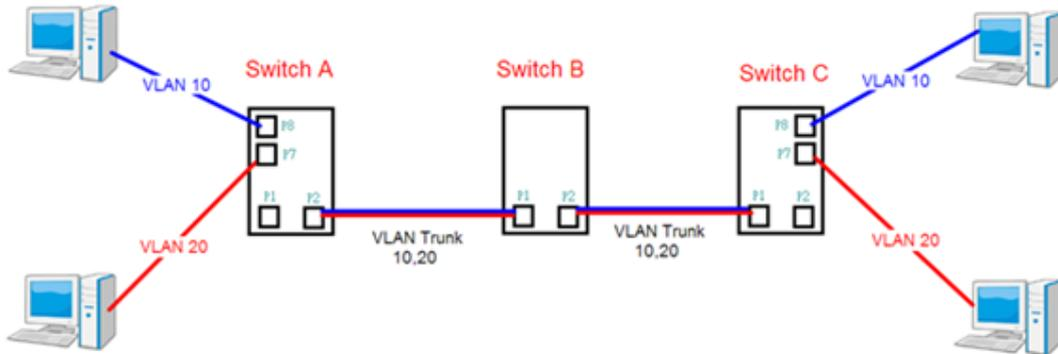 Switch A
Switch B
Switch C
VLAN 10
VLAN 10
P8
P8
P7
P7
P1
P2
P1
P2
P1
P2
VLAN Trunk
10,20
VLAN Trunk
10,20
VLAN 20
VLAN 20